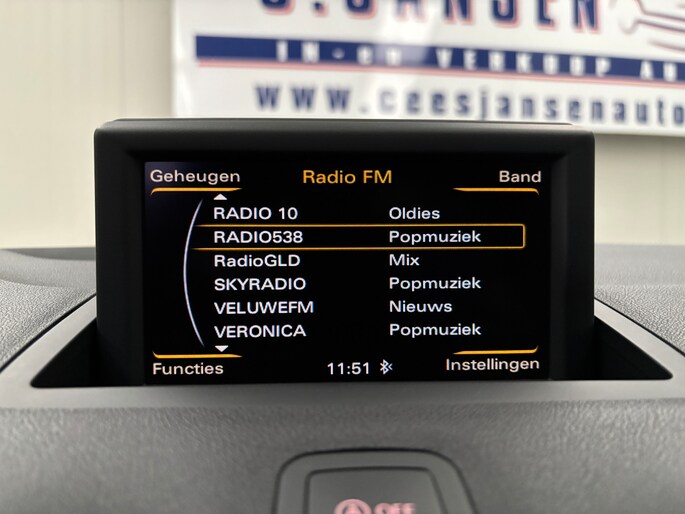 JANSEN
IN- en VERKOOP
www.ceesjansenauto
Geheugen Radio FM Band
RADIO 10 Oldies
RADIO538 Popmuziek
RadioGLD Mix
SKYRADIO Popmuziek
VELUWEFM Nieuws
VERONICA Popmuziek
Functies 11:51 Instellingen
OFF